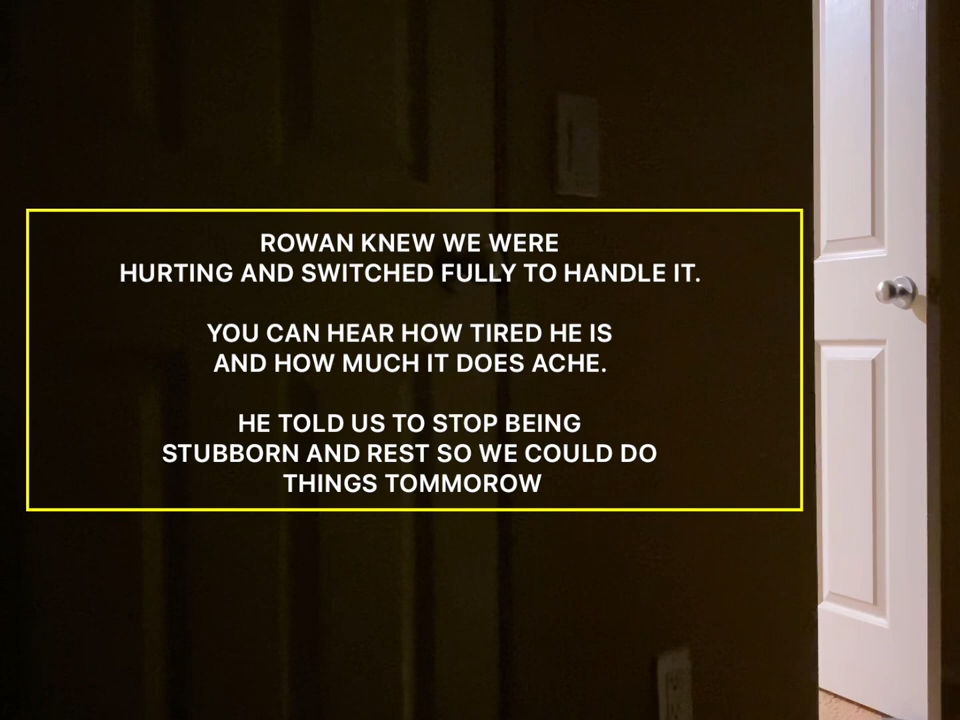 ROWAN KNEW WE WERE
HURTING AND SWITCHED FULLY TO HANDLE IT.
YOU CAN HEAR HOW TIRED HE IS
AND HOW MUCH IT DOES ACHE.
HE TOLD US TO STOP BEING
STUBBORN AND REST SO WE COULD DO
THINGS TOMMOROW